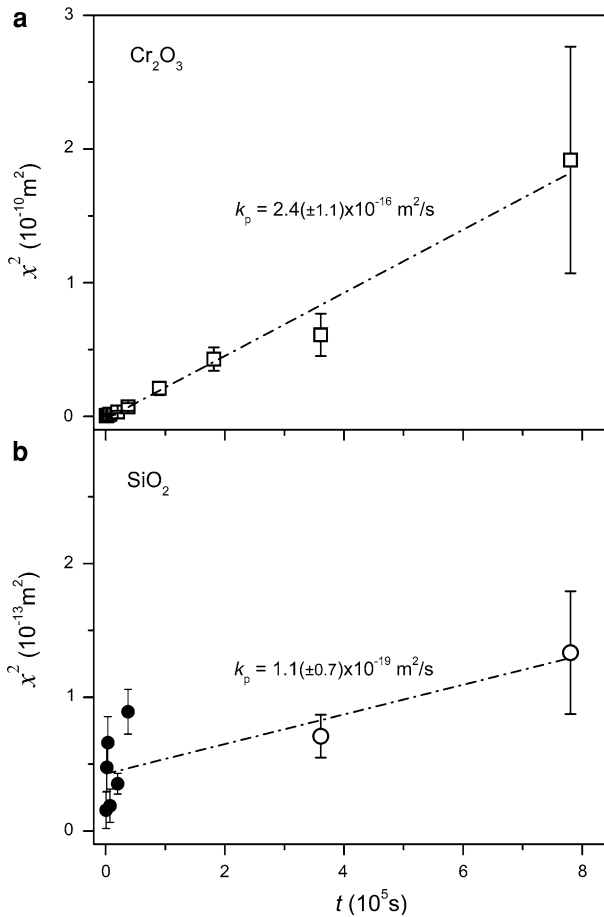 a
Cr₂O₃
3
2
1
0
x² (10⁻¹⁰m²)
kₚ = 2.4(±1.1)x10⁻¹⁶ m²/s
b
SiO₂
2
1
0
x² (10⁻¹³m²)
kₚ = 1.1(±0.7)x10⁻¹⁹ m²/s
0 2 4 6 8
t (10⁵s)